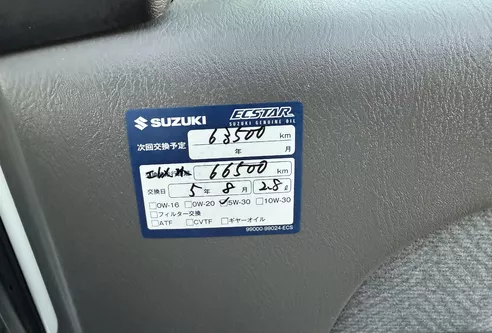 SUZUKI ECSTAR
SUZUKI GENUINE OIL
次回交換予定 63500 km
年 月
66500 km
交換日 5年 8月 2.8ℓ
□0W-16 □0W-20 ☑5W-30 □10W-30
□フィルター交換
□ATF □CVTF □ギヤーオイル
99000-99024-ECS